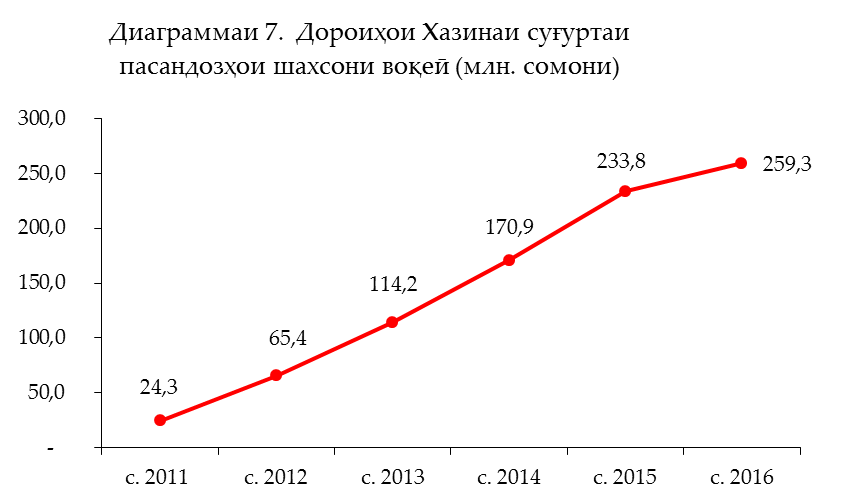 Диаграммаи 7. Дороиҳои Хазинаи суғуртаи
пасандозҳои шахсони воқеӣ (млн. сомони)
300,0
250,0
200,0
150,0
100,0
50,0
-
24,3
65,4
114,2
170,9
233,8
259,3
с. 2011
с. 2012
с. 2013
с. 2014
с. 2015
с. 2016